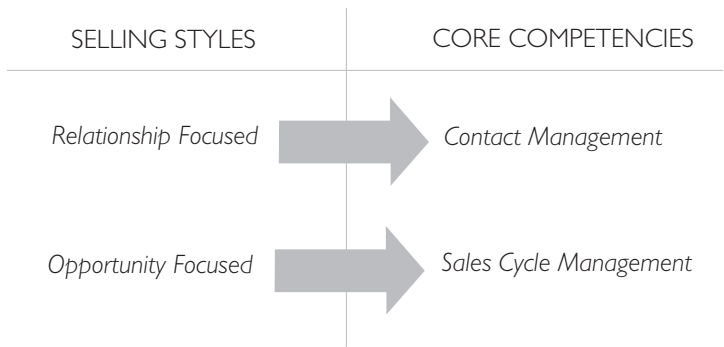 SELLING STYLES
CORE COMPETENCIES
Relationship Focused
Contact Management
Opportunity Focused
Sales Cycle Management